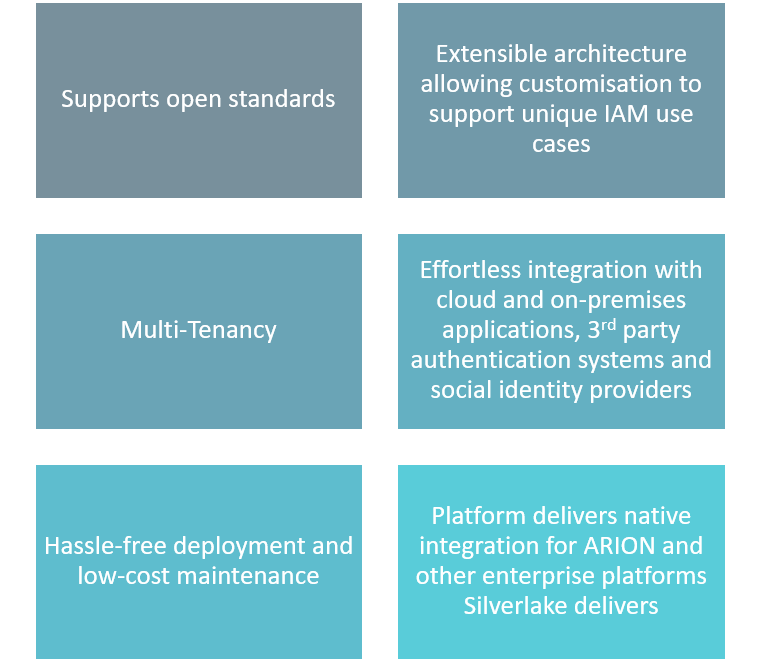 Supports open standards
Extensible architecture
allowing customisation to
support unique IAM use
cases
Multi-Tenancy
Effortless integration with
cloud and on-premises
applications, 3rd party
authentication systems and
social identity providers
Hassle-free deployment and
low-cost maintenance
Platform delivers native
integration for ARION and
other enterprise platforms
Silverlake delivers